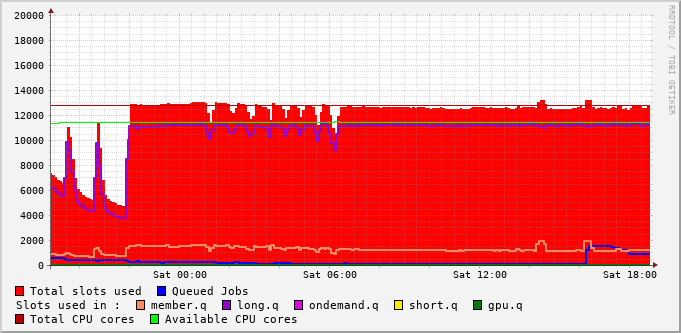 20000
18000
16000
14000
12000
10000
8000
6000
4000
2000
0
Sat 00:00 Sat 06:00 Sat 12:00 Sat 18:00
RRDTOOL / TOBI OETIKER
Total slots used Queued Jobs
Slots used in : member.q long.q ondemand.q short.q gpu.q
Total CPU cores Available CPU cores